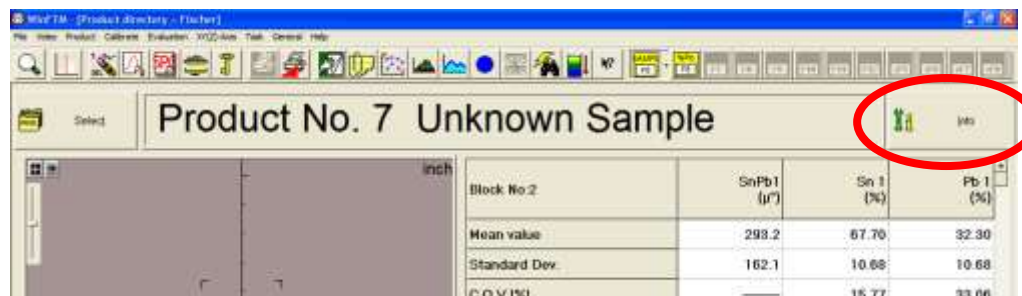 WinFTM - [Product directory - Fischer]
File Video Product Calibrate Evaluation XY(Z)-Axis Task General Help
Select
Product No. 7 Unknown Sample
Info
inch
Block No:2
SnPb1 (µ")
Sn 1 (%)
Pb 1 (%)
Mean value 293.2 67.70 32.30
Standard Dev. 162.1 10.68 10.68
C.O.V.[%] ____ 15.77 33.06